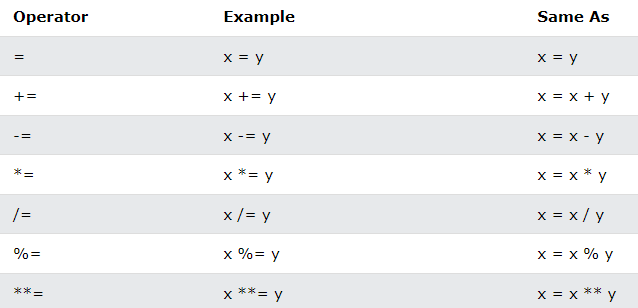 Operator Example Same As
= x = y x = y
+= x += y x = x + y
-= x -= y x = x - y
*= x *= y x = x * y
/= x /= y x = x / y
%= x %= y x = x % y
**= x **= y x = x ** y